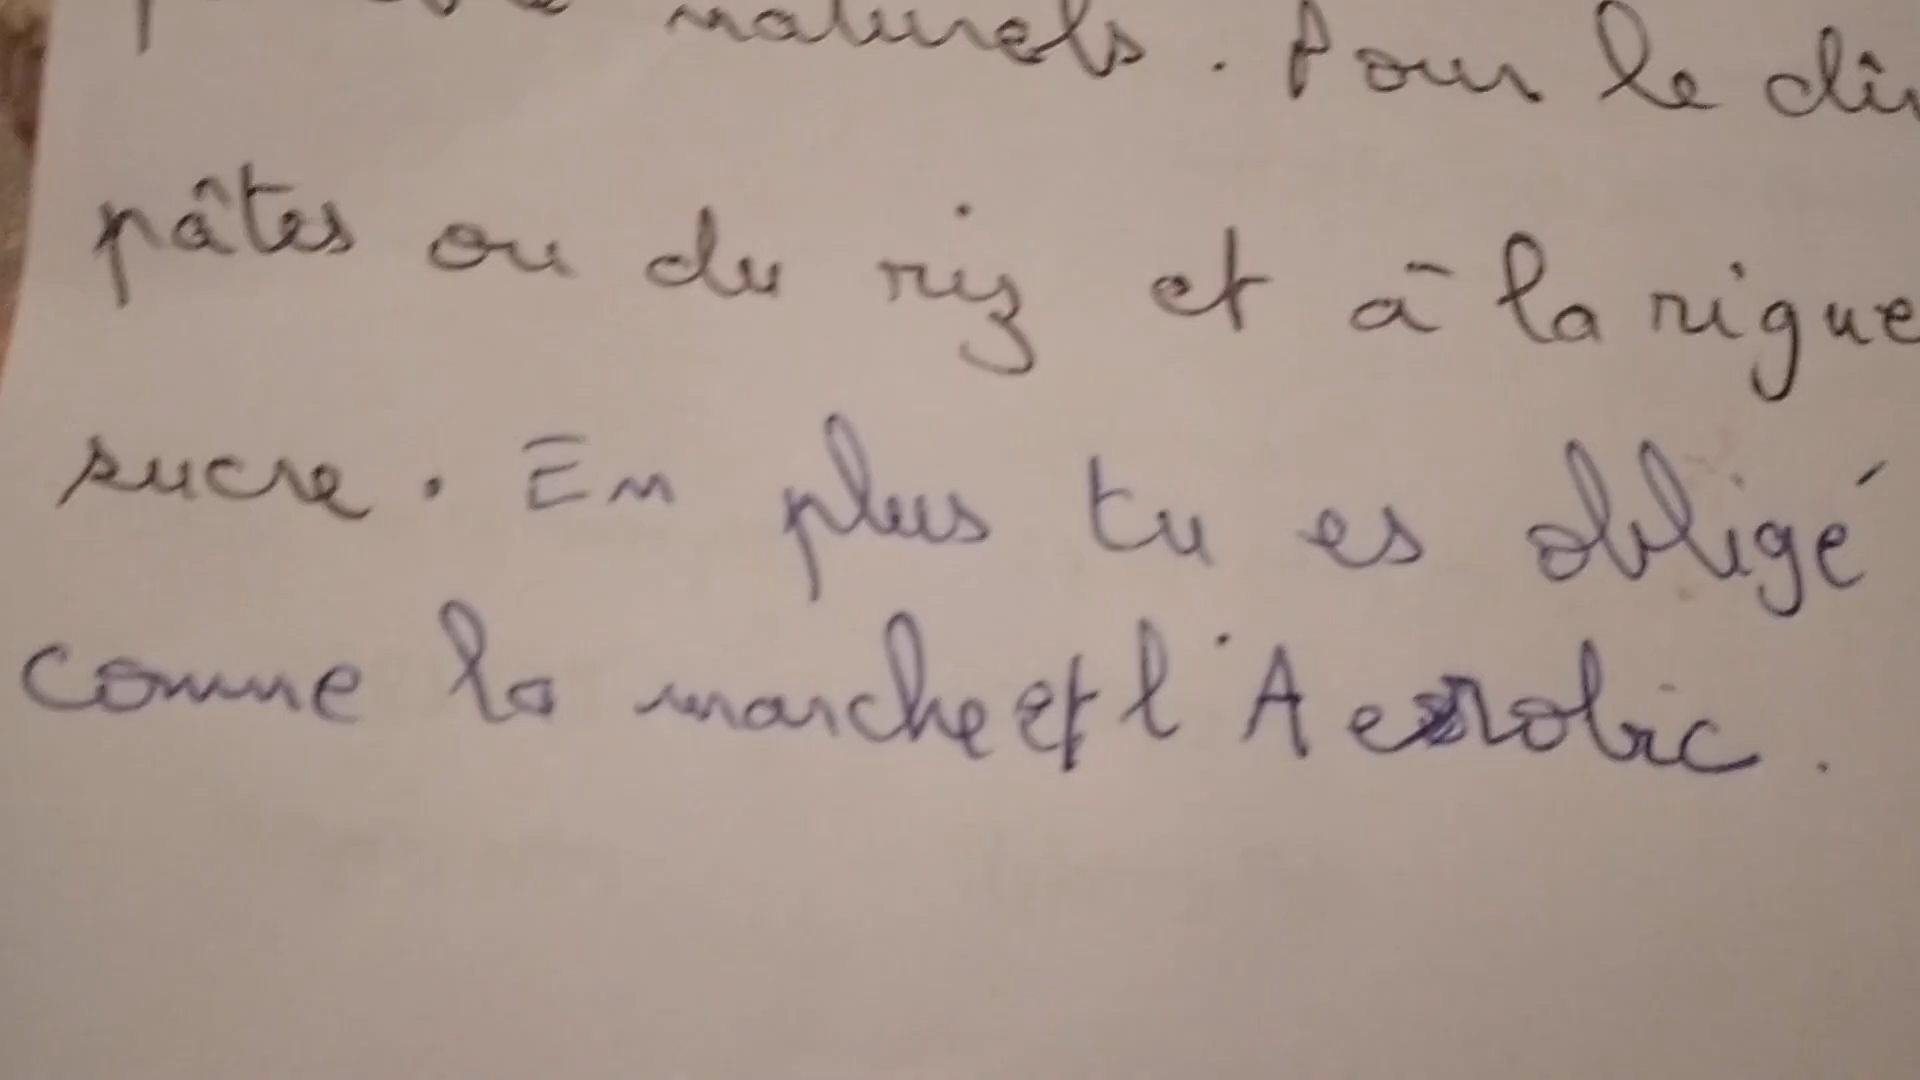 naturels. Pour le dîn
pâtes ou du riz et à la rigue
sucre. En plus tu es obligé
comme la marche et l'Aerobic.